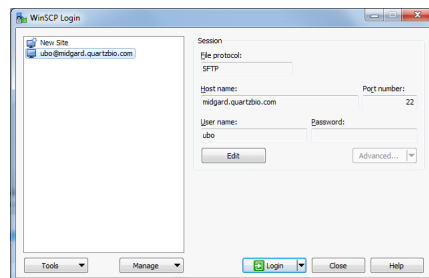 WinSCP Login
New Site
ubo@midgard.quartzbio.com
Session
File protocol:
SFTP
Host name:
Port number:
midgard.quartzbio.com
22
User name:
Password:
ubo
Edit
Advanced...
Tools
Manage
Login
Close
Help